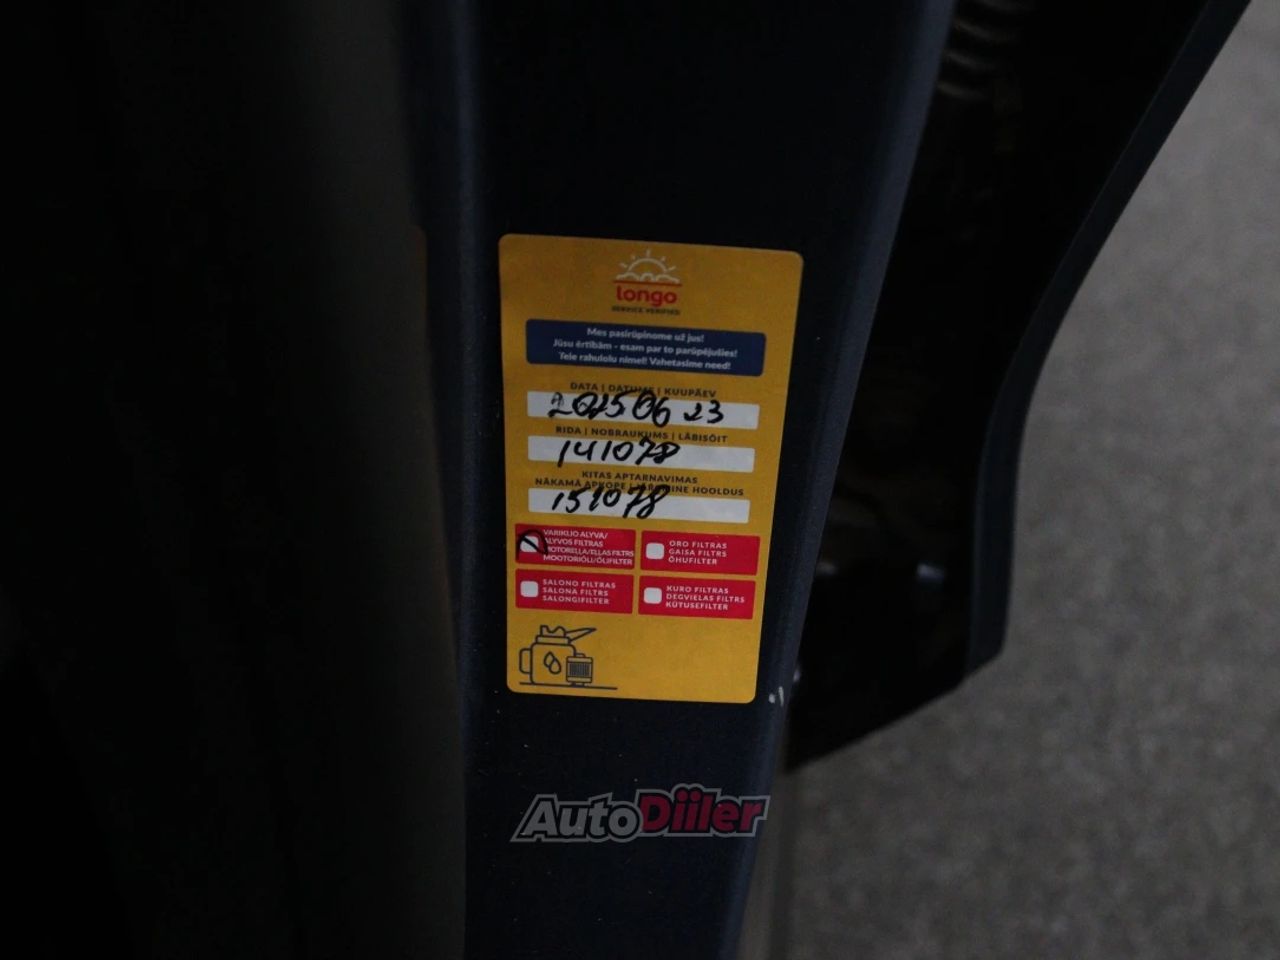 longo
SERVICE VERIFIED
Mes pasirūpinome už jus!
Jūsu ērtībām - esam par to parūpējušies!
Teie rahulolu nimel! Vahetasime need!
DATA | DATUMS | KUUPÄEV
2025 06 23
RIDA | NOBRAUKUMS | LÄBISÕIT
141078
KITAS APTARNAVIMAS
NĀKAMĀ APKOPE | JÄRGMINE HOOLDUS
151078
VARIKLIO ALYVA/
ALYVOS FILTRAS
MOTOREĻĻA/EĻĻAS FILTRS
MOOTORIÕLI/ÕLIFILTER
ORO FILTRAS
GAISA FILTRS
ÕHUFILTER
SALONO FILTRAS
SALONA FILTRS
SALONGIFILTER
KURO FILTRAS
DEGVIELAS FILTRS
KÜTUSEFILTER
AutoDiiler